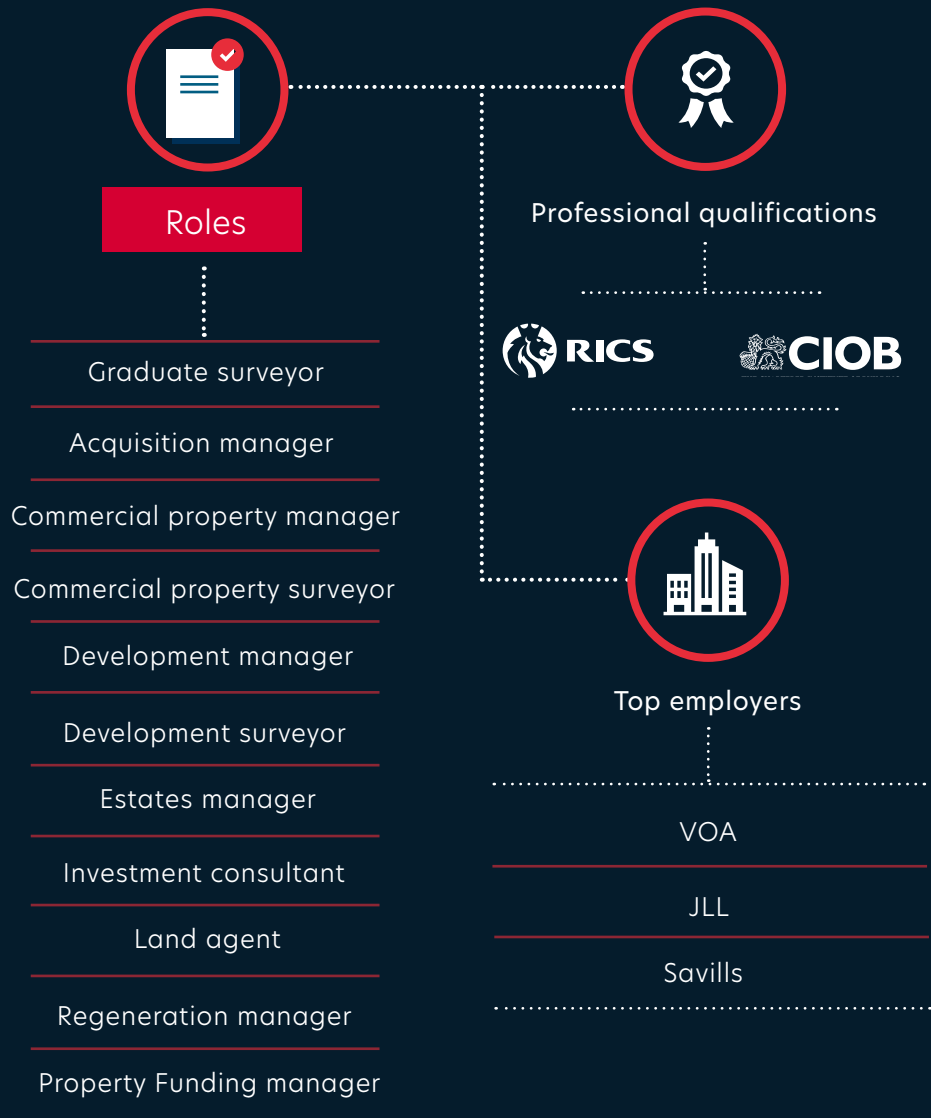 Roles
Graduate surveyor
Acquisition manager
Commercial property manager
Commercial property surveyor
Development manager
Development surveyor
Estates manager
Investment consultant
Land agent
Regeneration manager
Property Funding manager
Professional qualifications
RICS
CIOB
Top employers
VOA
JLL
Savills